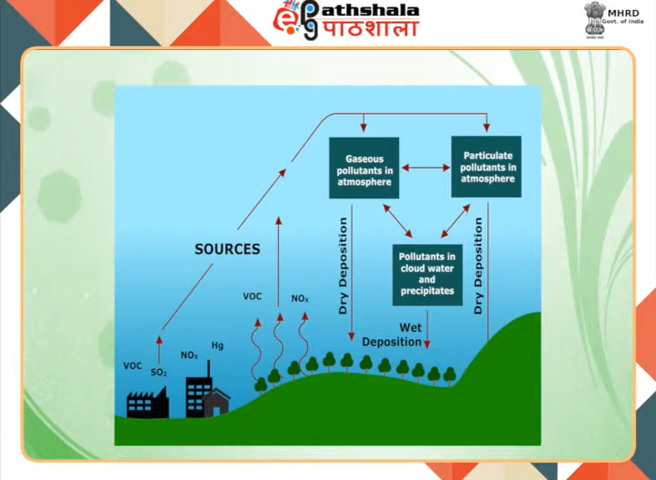 Pathshala
पाठशाला
MHRD
Govt. of India
Gaseous
pollutants in
atmosphere
Particulate
pollutants in
atmosphere
SOURCES
Dry Deposition
Pollutants in
cloud water
and
precipitates
Dry Deposition
VOC
NOx
Wet
Deposition
VOC
SO₂
NOx
Hg